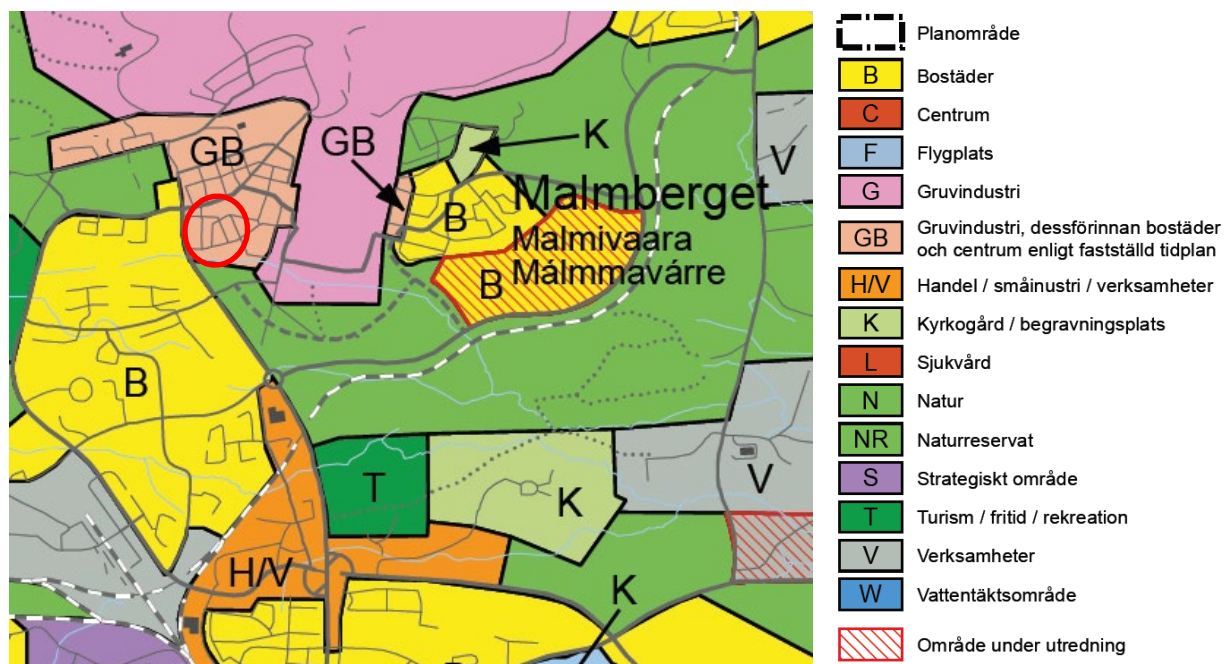 GB
GB
K
V
B
Malmberget
Malmivaara
Málmmavárre
B
B
T
K
V
H/V
K
Planområde
B Bostäder
C Centrum
F Flygplats
G Gruvindustri
GB Gruvindustri, dessförinnan bostäder
och centrum enligt fastställd tidplan
H/V Handel / småinustri / verksamheter
K Kyrkogård / begravningsplats
L Sjukvård
N Natur
NR Naturreservat
S Strategiskt område
T Turism / fritid / rekreation
V Verksamheter
W Vattentäktsområde
Område under utredning